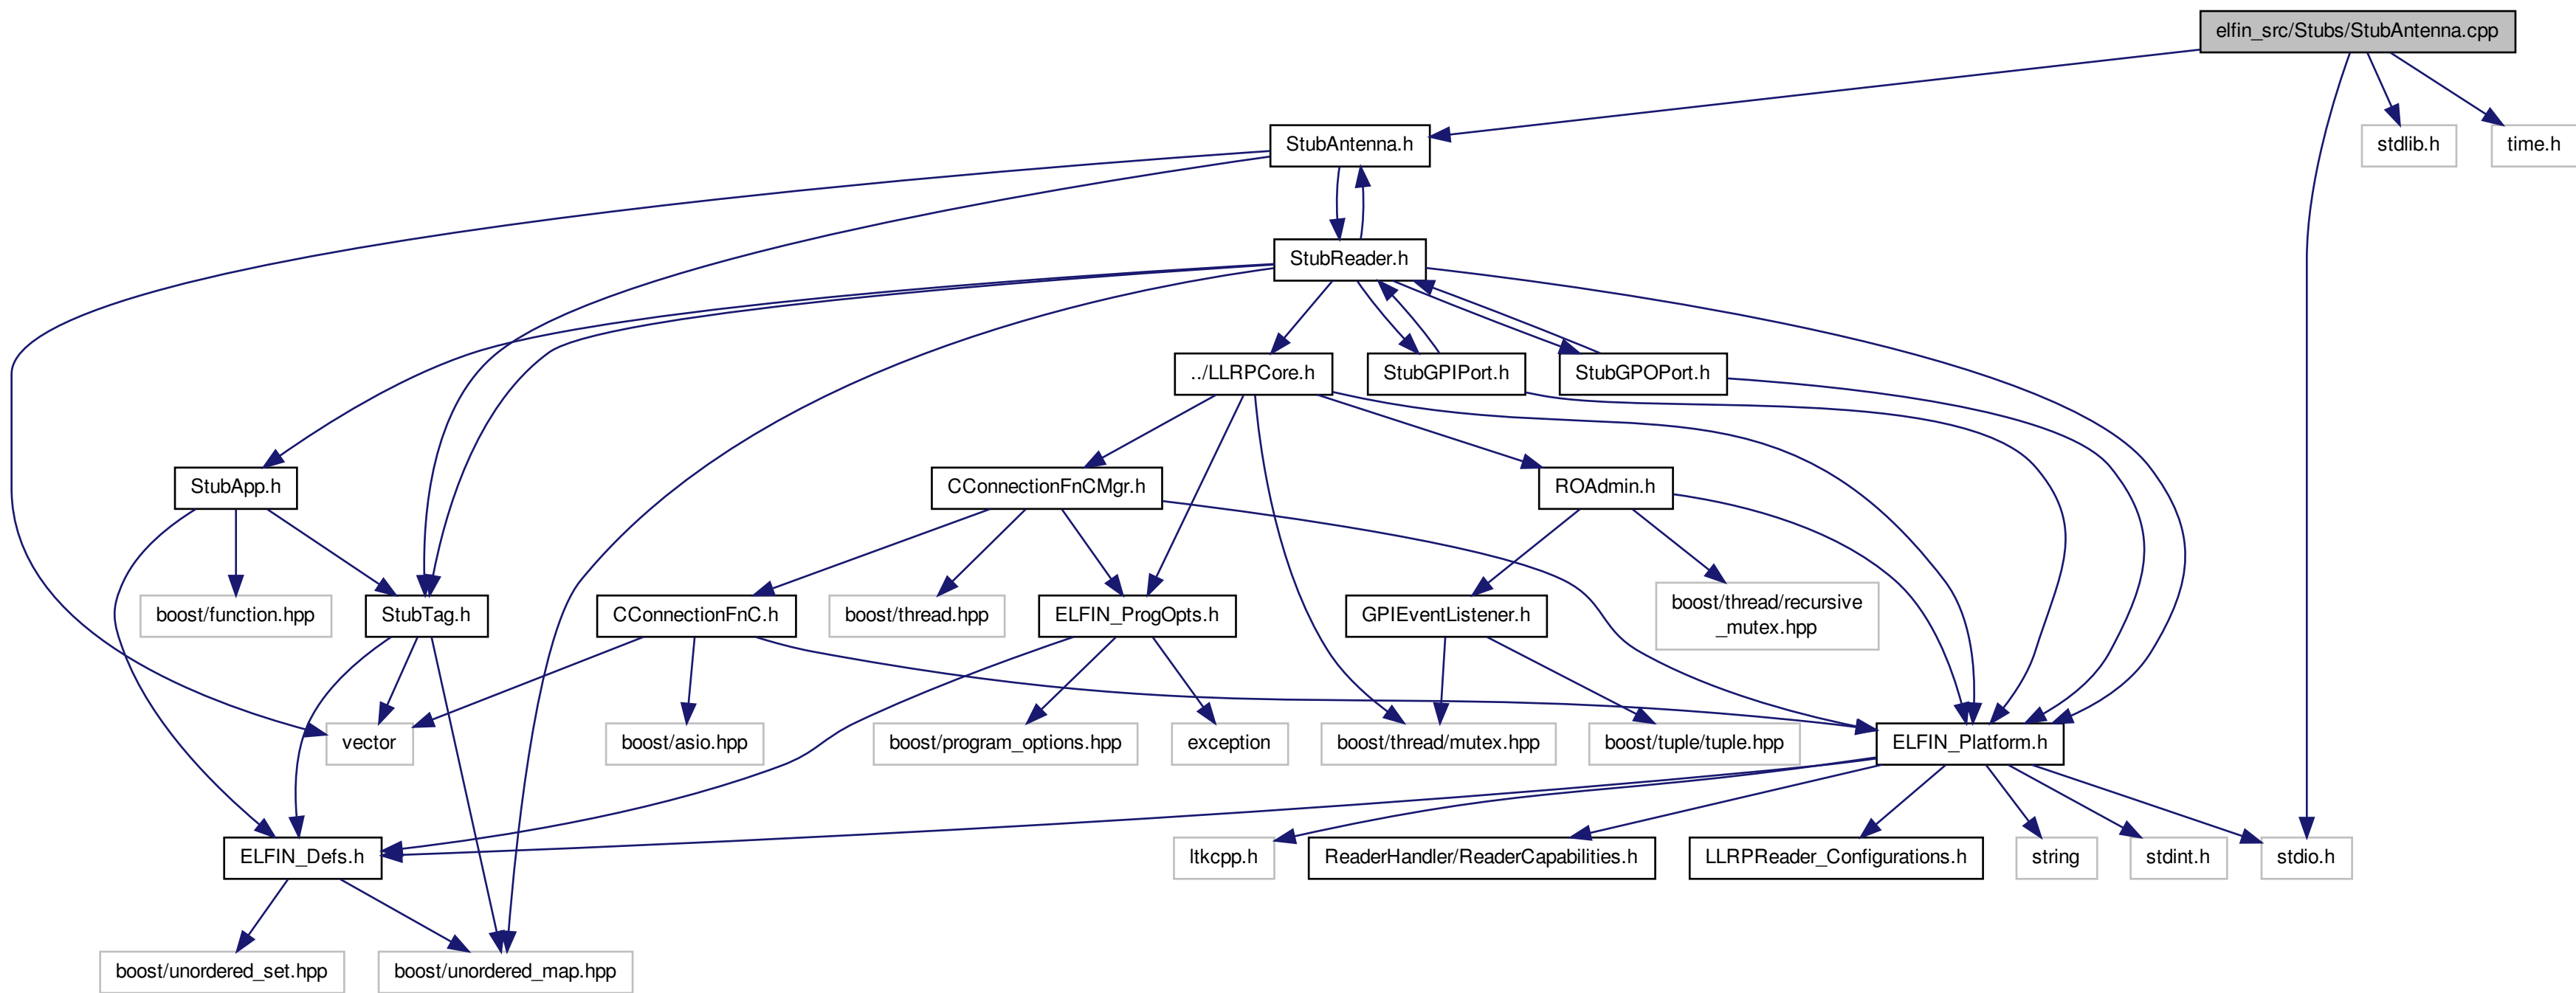 elfin_src/Stubs/StubAntenna.cpp
StubAntenna.h
stdlib.h
time.h
StubReader.h
../LLRPCore.h
StubGPIPort.h
StubGPOPort.h
StubApp.h
CConnectionFnCMgr.h
ROAdmin.h
boost/function.hpp
StubTag.h
CConnectionFnC.h
boost/thread.hpp
ELFIN_ProgOpts.h
GPIEventListener.h
boost/thread/recursive
_mutex.hpp
vector
boost/asio.hpp
boost/program_options.hpp
exception
boost/thread/mutex.hpp
boost/tuple/tuple.hpp
ELFIN_Platform.h
ELFIN_Defs.h
ltkcpp.h
ReaderHandler/ReaderCapabilities.h
LLRPReader_Configurations.h
string
stdint.h
stdio.h
boost/unordered_set.hpp
boost/unordered_map.hpp